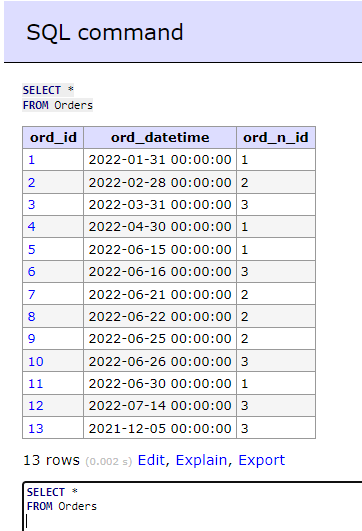 SQL command
SELECT *
FROM Orders
ord_id ord_datetime ord_n_id
1 2022-01-31 00:00:00 1
2 2022-02-28 00:00:00 2
3 2022-03-31 00:00:00 3
4 2022-04-30 00:00:00 1
5 2022-06-15 00:00:00 1
6 2022-06-16 00:00:00 3
7 2022-06-21 00:00:00 2
8 2022-06-22 00:00:00 2
9 2022-06-25 00:00:00 2
10 2022-06-26 00:00:00 3
11 2022-06-30 00:00:00 1
12 2022-07-14 00:00:00 3
13 2021-12-05 00:00:00 3
13 rows (0.002 s) Edit, Explain, Export
SELECT *
FROM Orders